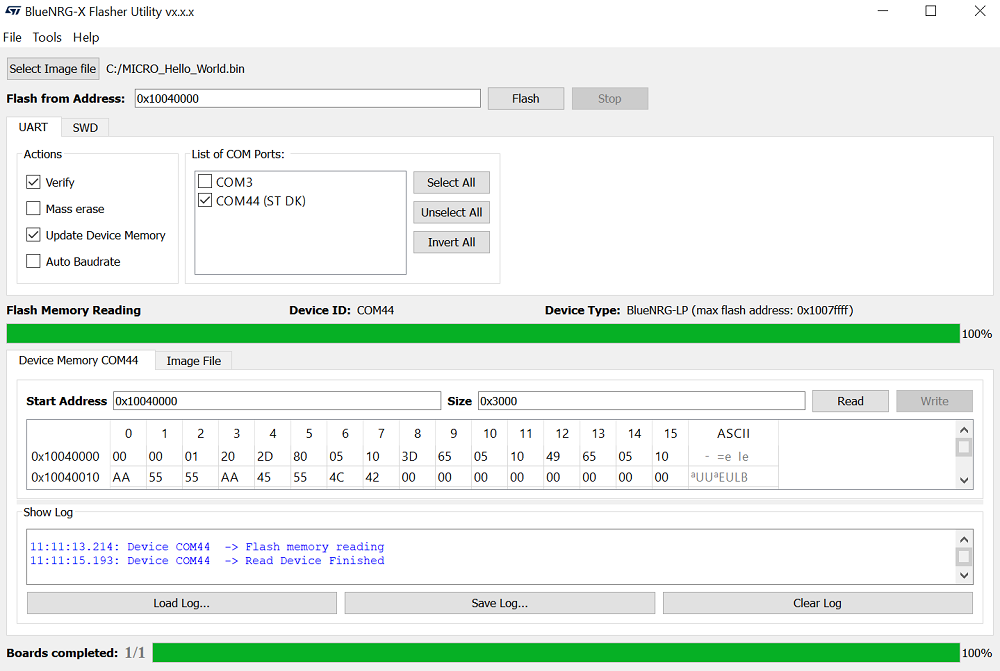 BlueNRG-X Flasher Utility vx.x.x
File Tools Help
Select Image file C:/MICRO_Hello_World.bin
Flash from Address: 0x10040000 Flash Stop
UART SWD
Actions List of COM Ports:
Verify COM3 Select All
Mass erase COM44 (ST DK) Unselect All
Update Device Memory Invert All
Auto Baudrate
Flash Memory Reading Device ID: COM44 Device Type: BlueNRG-LP (max flash address: 0x1007ffff)
100%
Device Memory COM44 Image File
Start Address 0x10040000 Size 0x3000 Read Write
0 1 2 3 4 5 6 7 8 9 10 11 12 13 14 15 ASCII
0x10040000 00 00 01 20 2D 80 05 10 3D 65 05 10 49 65 05 10 - =e Ie
0x10040010 AA 55 55 AA 45 55 4C 42 00 00 00 00 00 00 00 00 ªUUªEULB
Show Log
11:11:13.214: Device COM44 -> Flash memory reading
11:11:15.193: Device COM44 -> Read Device Finished
Load Log... Save Log... Clear Log
Boards completed: 1/1 100%